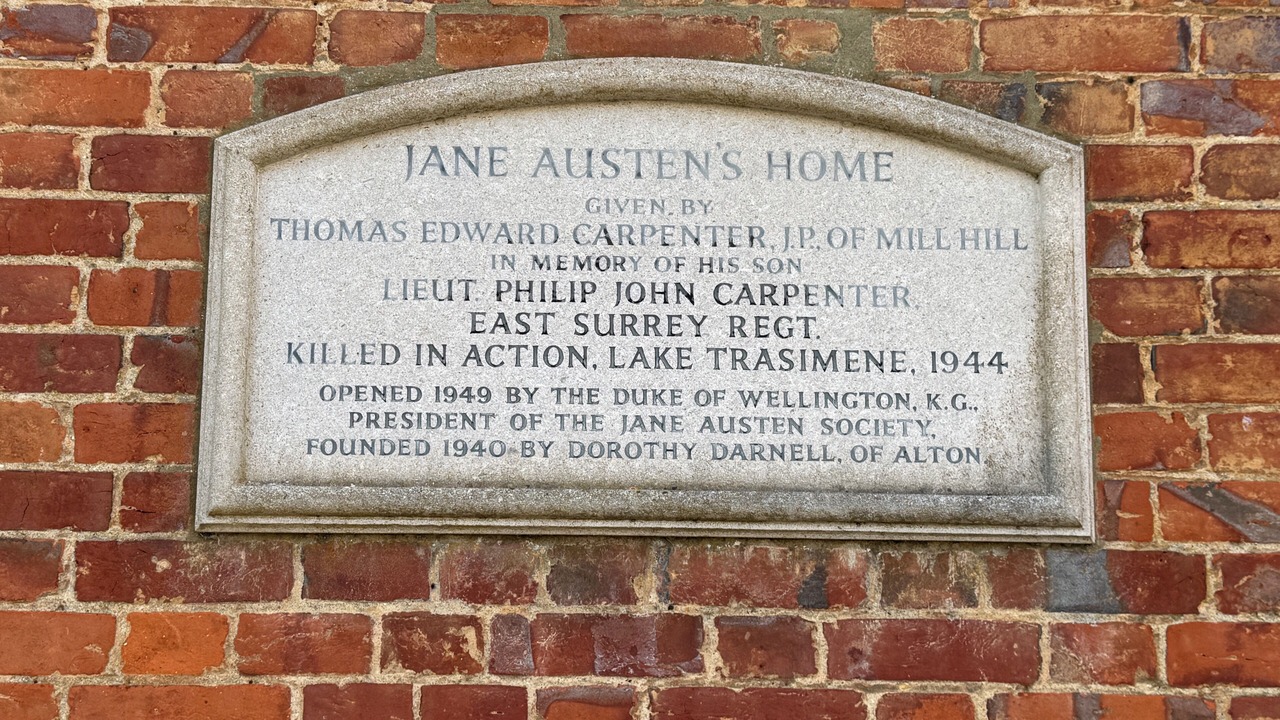 JANE AUSTEN'S HOME
GIVEN BY
THOMAS EDWARD CARPENTER, J.P., OF MILL HILL
IN MEMORY OF HIS SON
LIEUT. PHILIP JOHN CARPENTER
EAST SURREY REGT.
KILLED IN ACTION, LAKE TRASIMENE, 1944
OPENED 1949 BY THE DUKE OF WELLINGTON, K.G.,
PRESIDENT OF THE JANE AUSTEN SOCIETY,
FOUNDED 1940 BY DOROTHY DARNELL, OF ALTON.